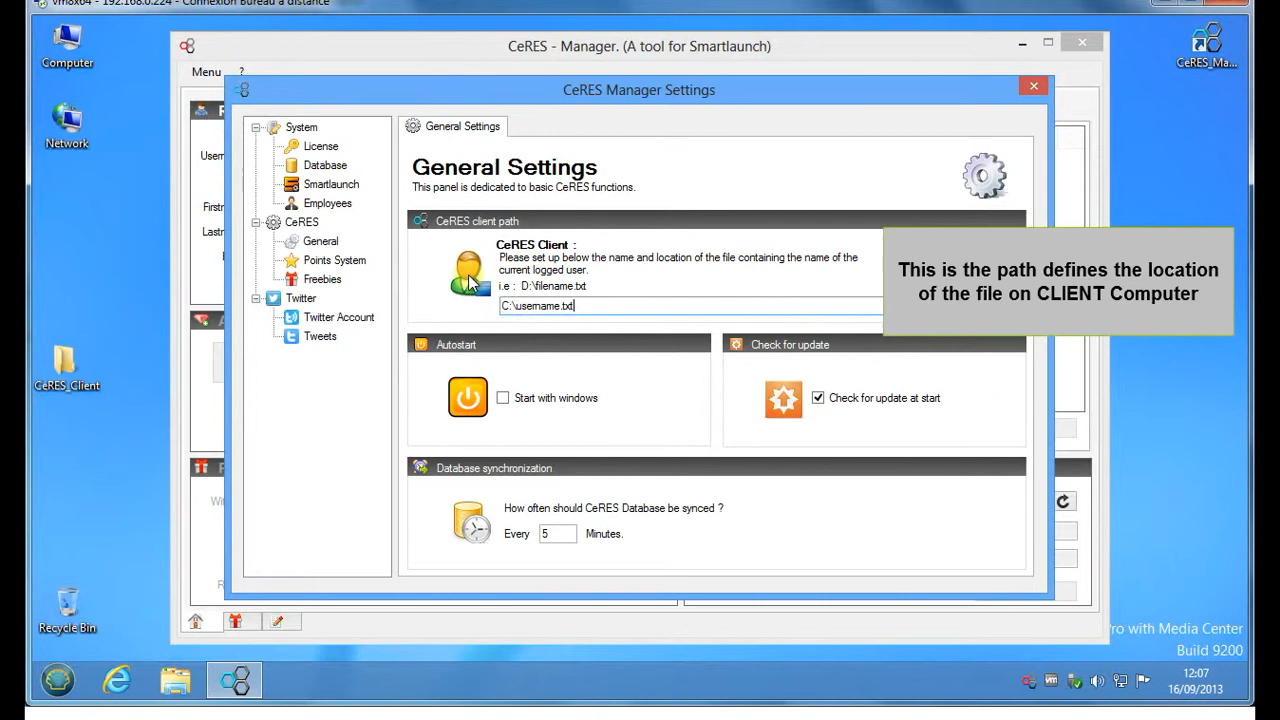 vm8x64 - 192.168.0.224 - Connexion Bureau à distance
Computer
Network
CeRES_Client
Recycle Bin
CeRES_Ma...
CeRES - Manager. (A tool for Smartlaunch)
Menu ?
CeRES Manager Settings
System
License
Database
Smartlaunch
Employees
CeRES
General
Points System
Freebies
Twitter
Twitter Account
Tweets
General Settings
General Settings
This panel is dedicated to basic CeRES functions.
CeRES client path
CeRES Client :
Please set up below the name and location of the file containing the name of the
current logged user.
i.e : D:\filename.txt
C:\username.txt
This is the path defines the location
of the file on CLIENT Computer
Autostart
Start with windows
Check for update
Check for update at start
Database synchronization
How often should CeRES Database be synced ?
Every 5 Minutes.
Pro with Media Center
Build 9200
12:07
16/09/2013